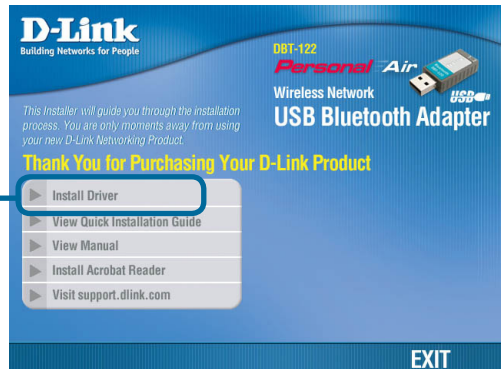 D-Link
Building Networks for People
DBT-122
Personal Air
Wireless Network
USB
USB Bluetooth Adapter
This Installer will guide you through the installation
process. You are only moments away from using
your new D-Link Networking Product.
Thank You for Purchasing Your D-Link Product
Install Driver
View Quick Installation Guide
View Manual
Install Acrobat Reader
Visit support.dlink.com
EXIT